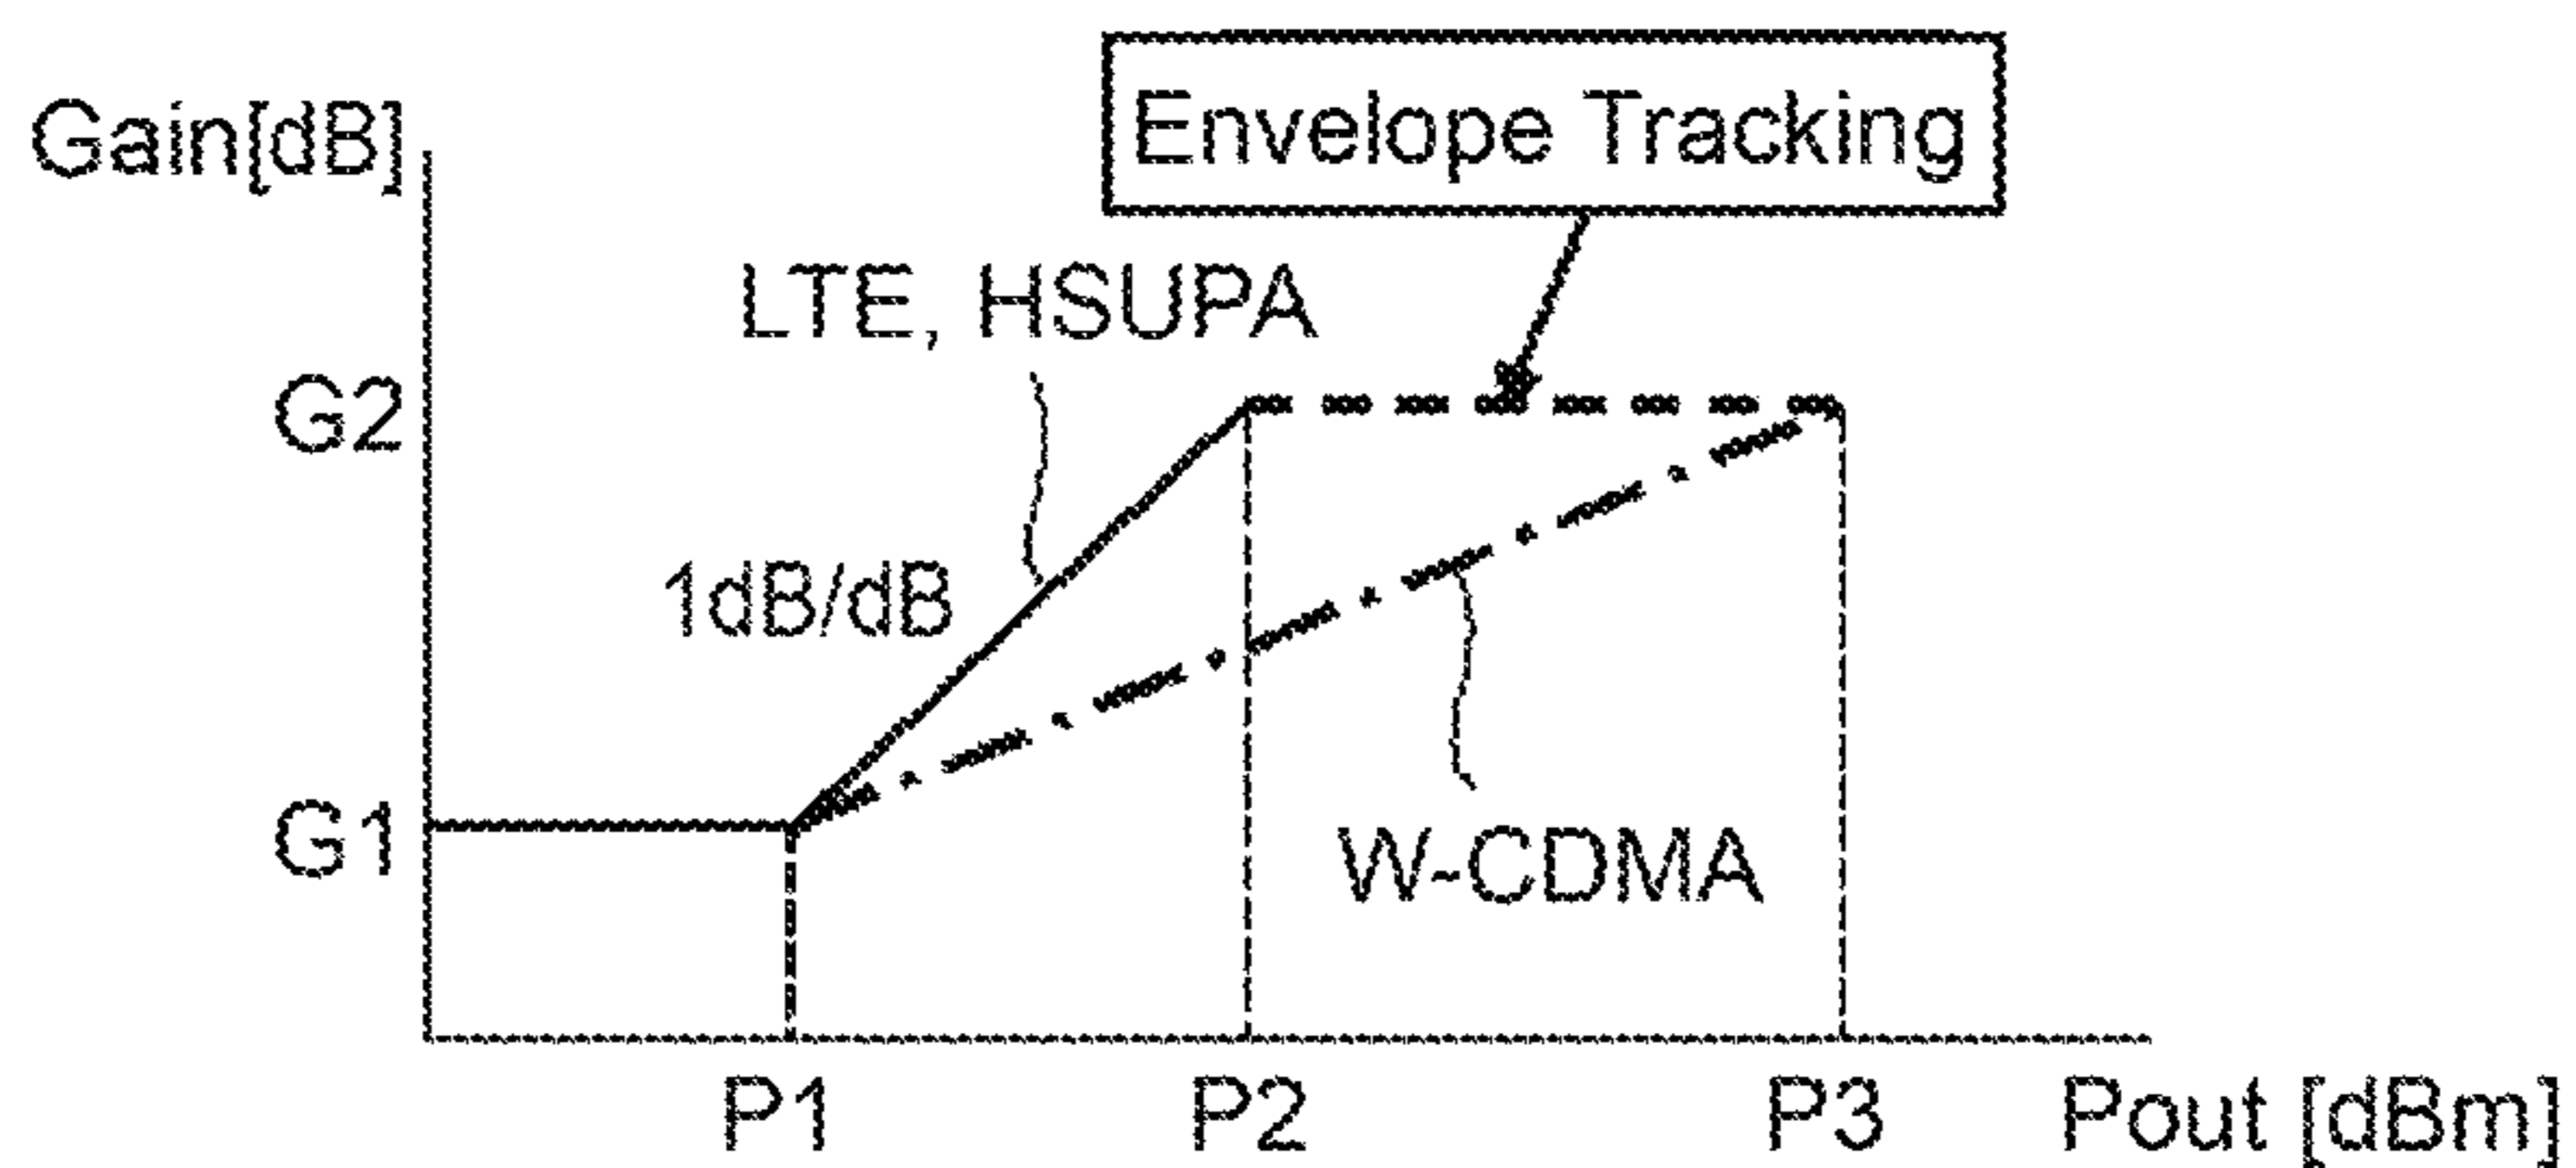 Envelope Tracking
Gain[dB]
LTE, HSUPA
G2
1dB/dB
G1
W-CDMA
P1
P2
P3
Pout [dBm]